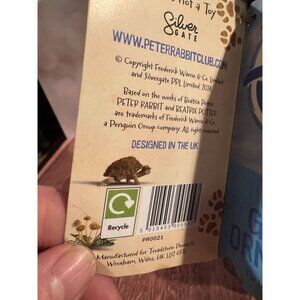 Not a Toy
Silver
GATE
WWW.PETERRABBITCLUB.COM
© Copyright Frederick Warne & Co. Limited
and Silvergate PPL Limited
Based on the works of Beatrix Potter
PETER RABBIT and BEATRIX POTTER
are trademarks of Frederick Warne & Co.
a Penguin Group company. All rights reserved
DESIGNED IN THE UK
Recycle
PR0021
Manufactured for Treadstone Products,
Wrexham, Wales, UK LL13